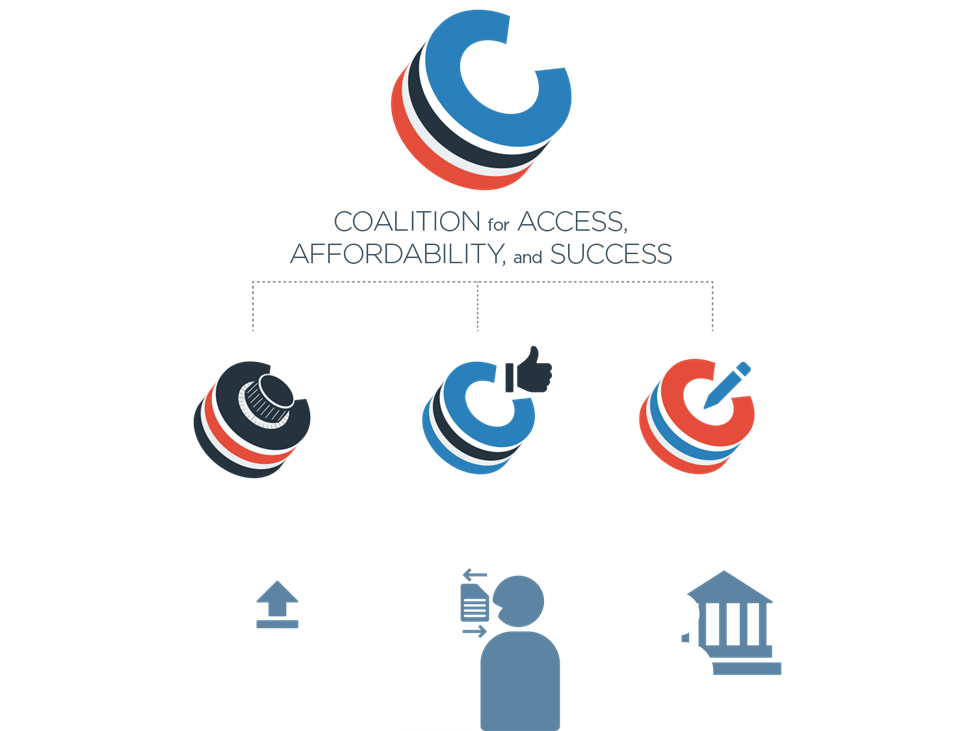 COALITION for ACCESS,
AFFORDABILITY, and SUCCESS